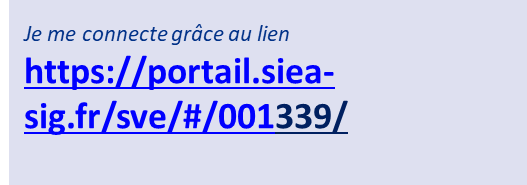 Je me connecte grâce au lien
https://portail.siea-
sig.fr/sve/#/001339/